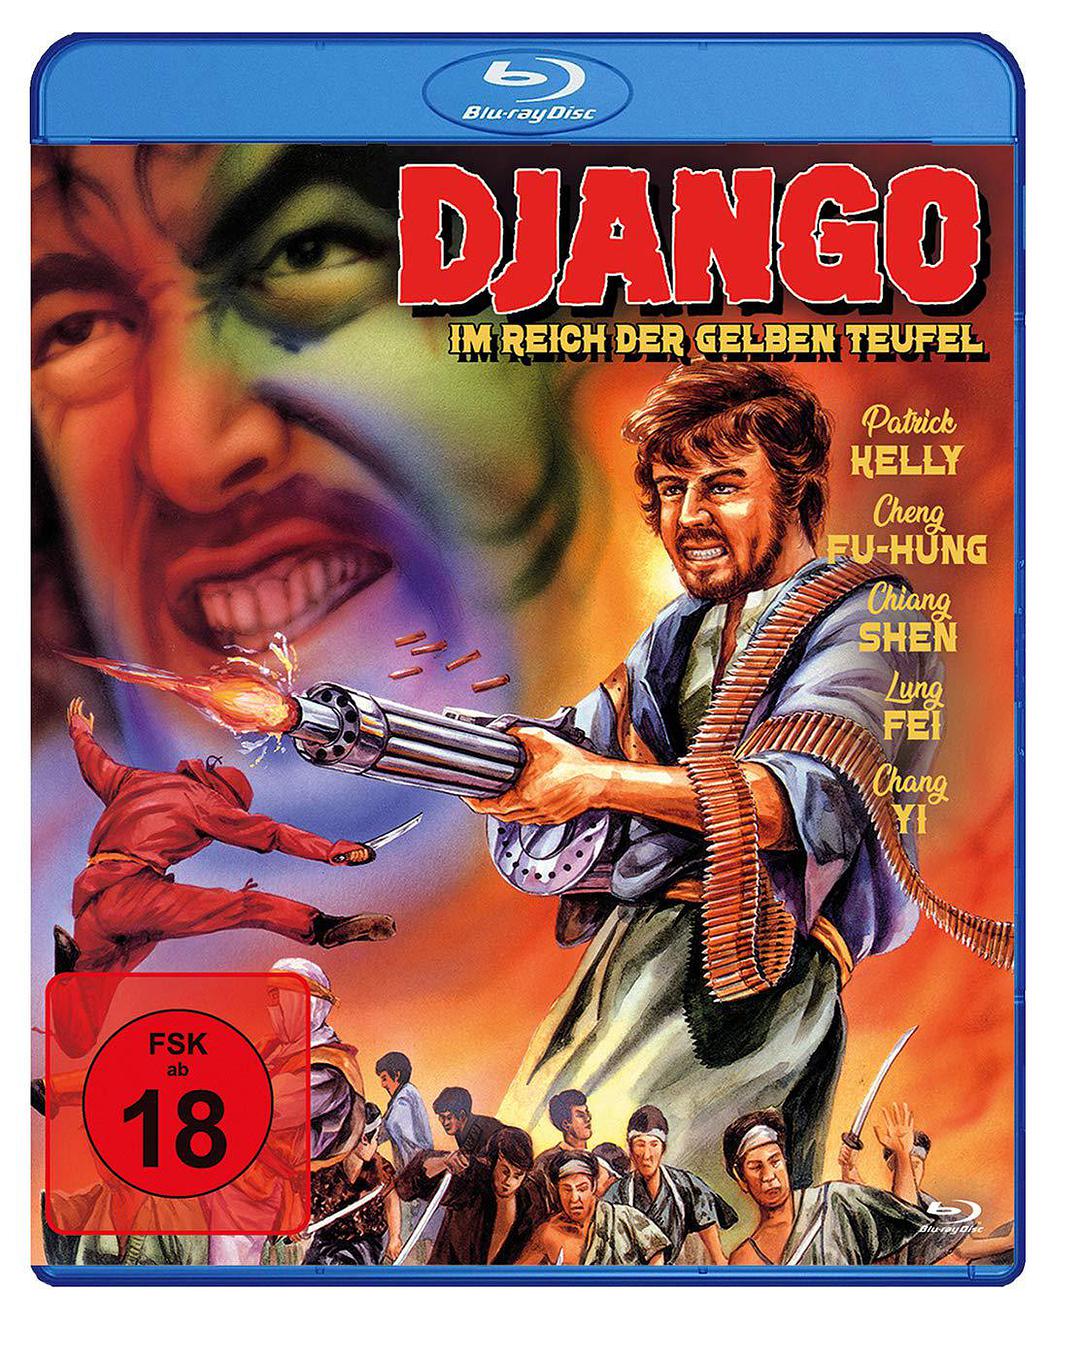 Blu-ray Disc
DJANGO
IM REICH DER GELBEN TEUFEL
Patrick
KELLY
Cheng
FU-HUNG
Chiang
SHEN
Lung
FEI
Chang
YI
FSK
ab
18
Blu-ray Disc